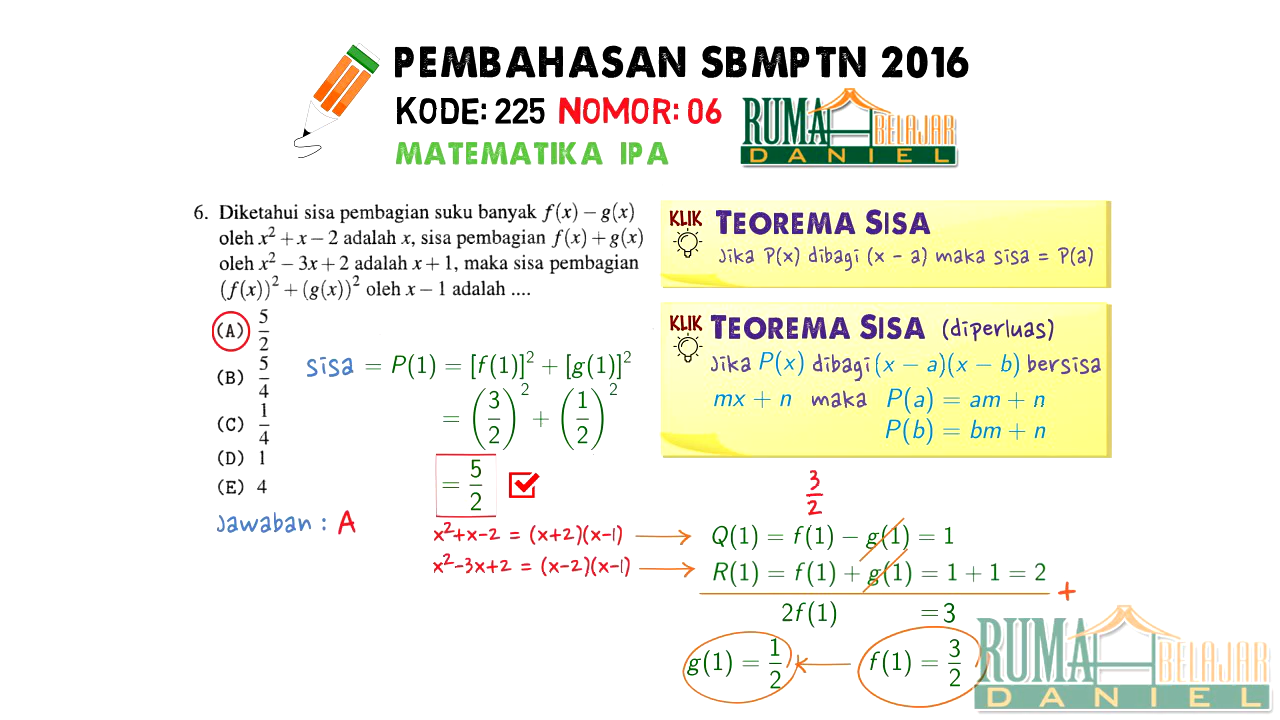 PEMBAHASAN SBMPTN 2016
KODE: 225 NOMOR: 06
MATEMATIKA IPA
RUMA BELAJAR
DANIEL
6. Diketahui sisa pembagian suku banyak f(x) − g(x)
oleh x² + x − 2 adalah x, sisa pembagian f(x) + g(x)
oleh x² − 3x + 2 adalah x + 1, maka sisa pembagian
(f(x))² + (g(x))² oleh x − 1 adalah ....
(A) 5/2
(B) 5/4
(C) 1/4
(D) 1
(E) 4
Jawaban : A
sisa = P(1) = [f(1)]² + [g(1)]²
= (3/2)² + (1/2)²
= 5/2
KLIK TEOREMA SISA
Jika P(x) dibagi (x - a) maka sisa = P(a)
KLIK TEOREMA SISA (diperluas)
Jika P(x) dibagi (x − a)(x − b) bersisa
mx + n maka P(a) = am + n
P(b) = bm + n
3/2
x²+x-2 = (x+2)(x-1) → Q(1) = f(1) − g(1) = 1
x²-3x+2 = (x-2)(x-1) → R(1) = f(1) + g(1) = 1 + 1 = 2
+
2f(1) = 3
g(1) = 1/2 ← f(1) = 3/2
RUMA BELAJAR
DANIEL